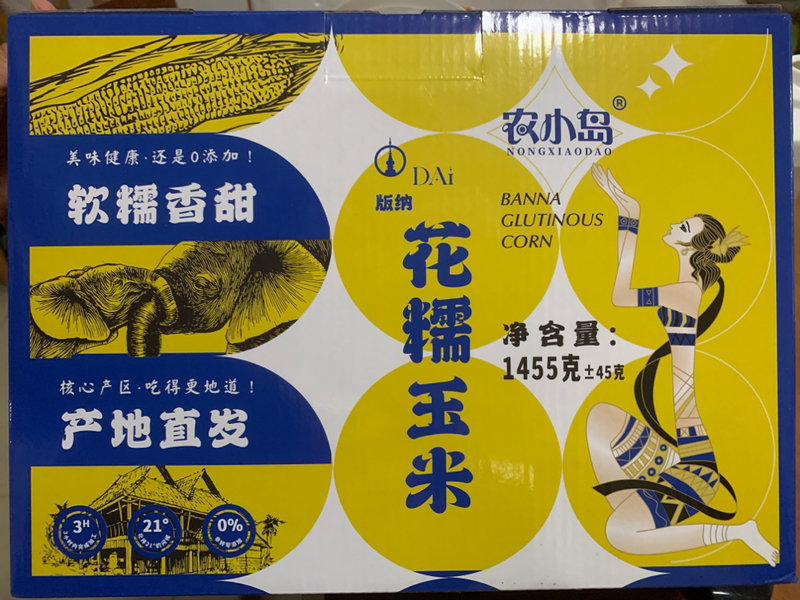 美味健康·还是0添加！
软糯香甜
核心产区·吃得更地道！
产地直发
3H
21°
0%
DAi
版纳
花糯玉米
农小岛®
NONGXIAODAO
BANNA
GLUTINOUS
CORN
净含量：
1455克±45克